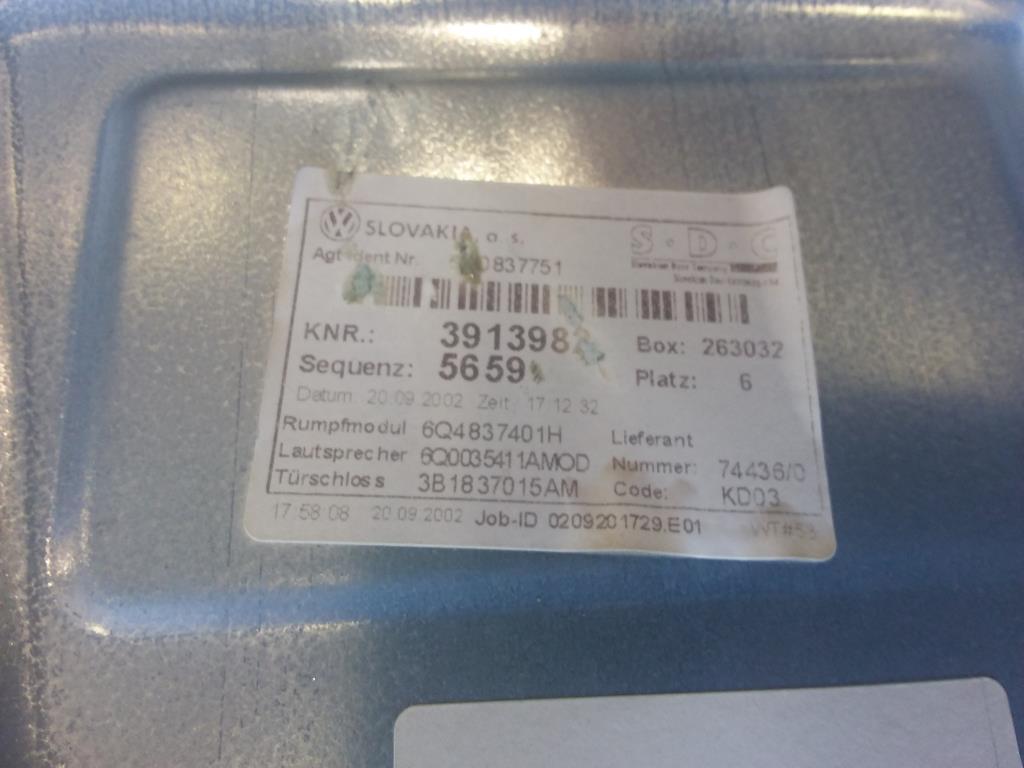 SLOVAKIA, a. s.
S D C
Agt Ident Nr. 0837751
KNR.: 391398
Box: 263032
Sequenz: 5659
Platz: 6
Datum: 20.09.2002 Zeit: 17:12:32
Rumpfmodul 6Q4837401H
Lieferant
Lautsprecher 6Q0035411AMOD
Nummer: 74436/0
Türschloss 3B1837015AM
Code: KD03
17:58:08 20.09.2002 Job-ID 0209201729.E01